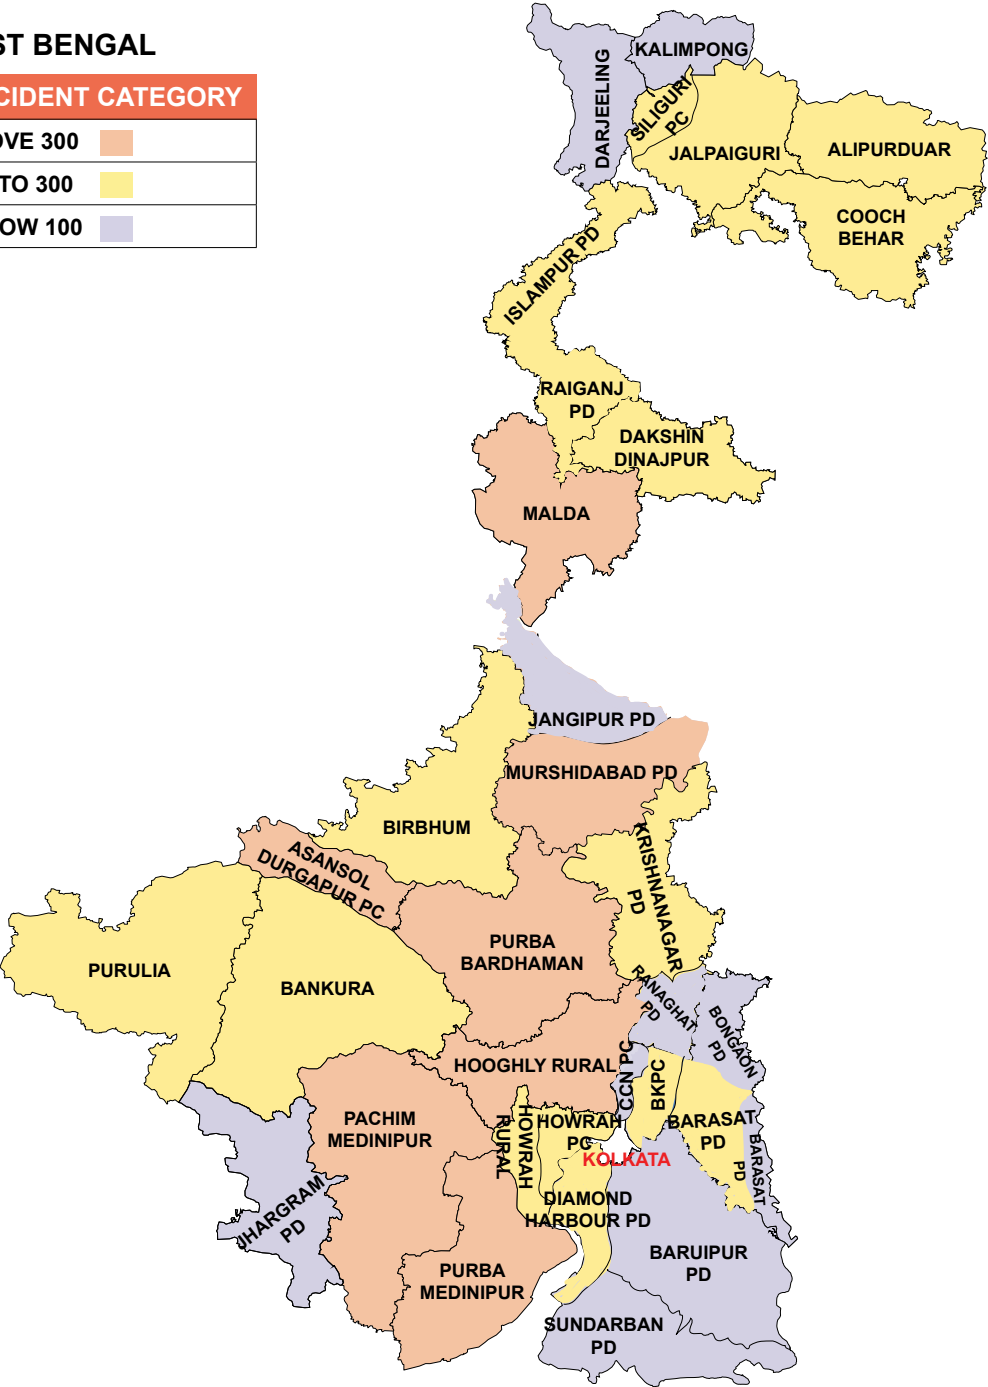 ST BENGAL
CIDENT CATEGORY
OVE 300
TO 300
OW 100
KALIMPONG
DARJEELING
SILIGURI
PC
JALPAIGURI
ALIPURDUAR
COOCH
BEHAR
ISLAMPUR PD
RAIGANJ
PD
DAKSHIN
DINAJPUR
MALDA
JANGIPUR PD
MURSHIDABAD PD
BIRBHUM
KRISHNANAGAR
PD
ASANSOL
DURGAPUR PC
PURBA
BARDHAMAN
PURULIA
BANKURA
RANAGHAT
PD
BONGAON
PD
HOOGHLY RURAL
CCN PC
BKPC
PACHIM
MEDINIPUR
HOWRAH
RURAL
HOWRAH
PC
BARASAT
PD
BARASAT
PD
KOLKATA
DIAMOND
HARBOUR PD
JHARGRAM
PD
BARUIPUR
PD
PURBA
MEDINIPUR
SUNDARBAN
PD